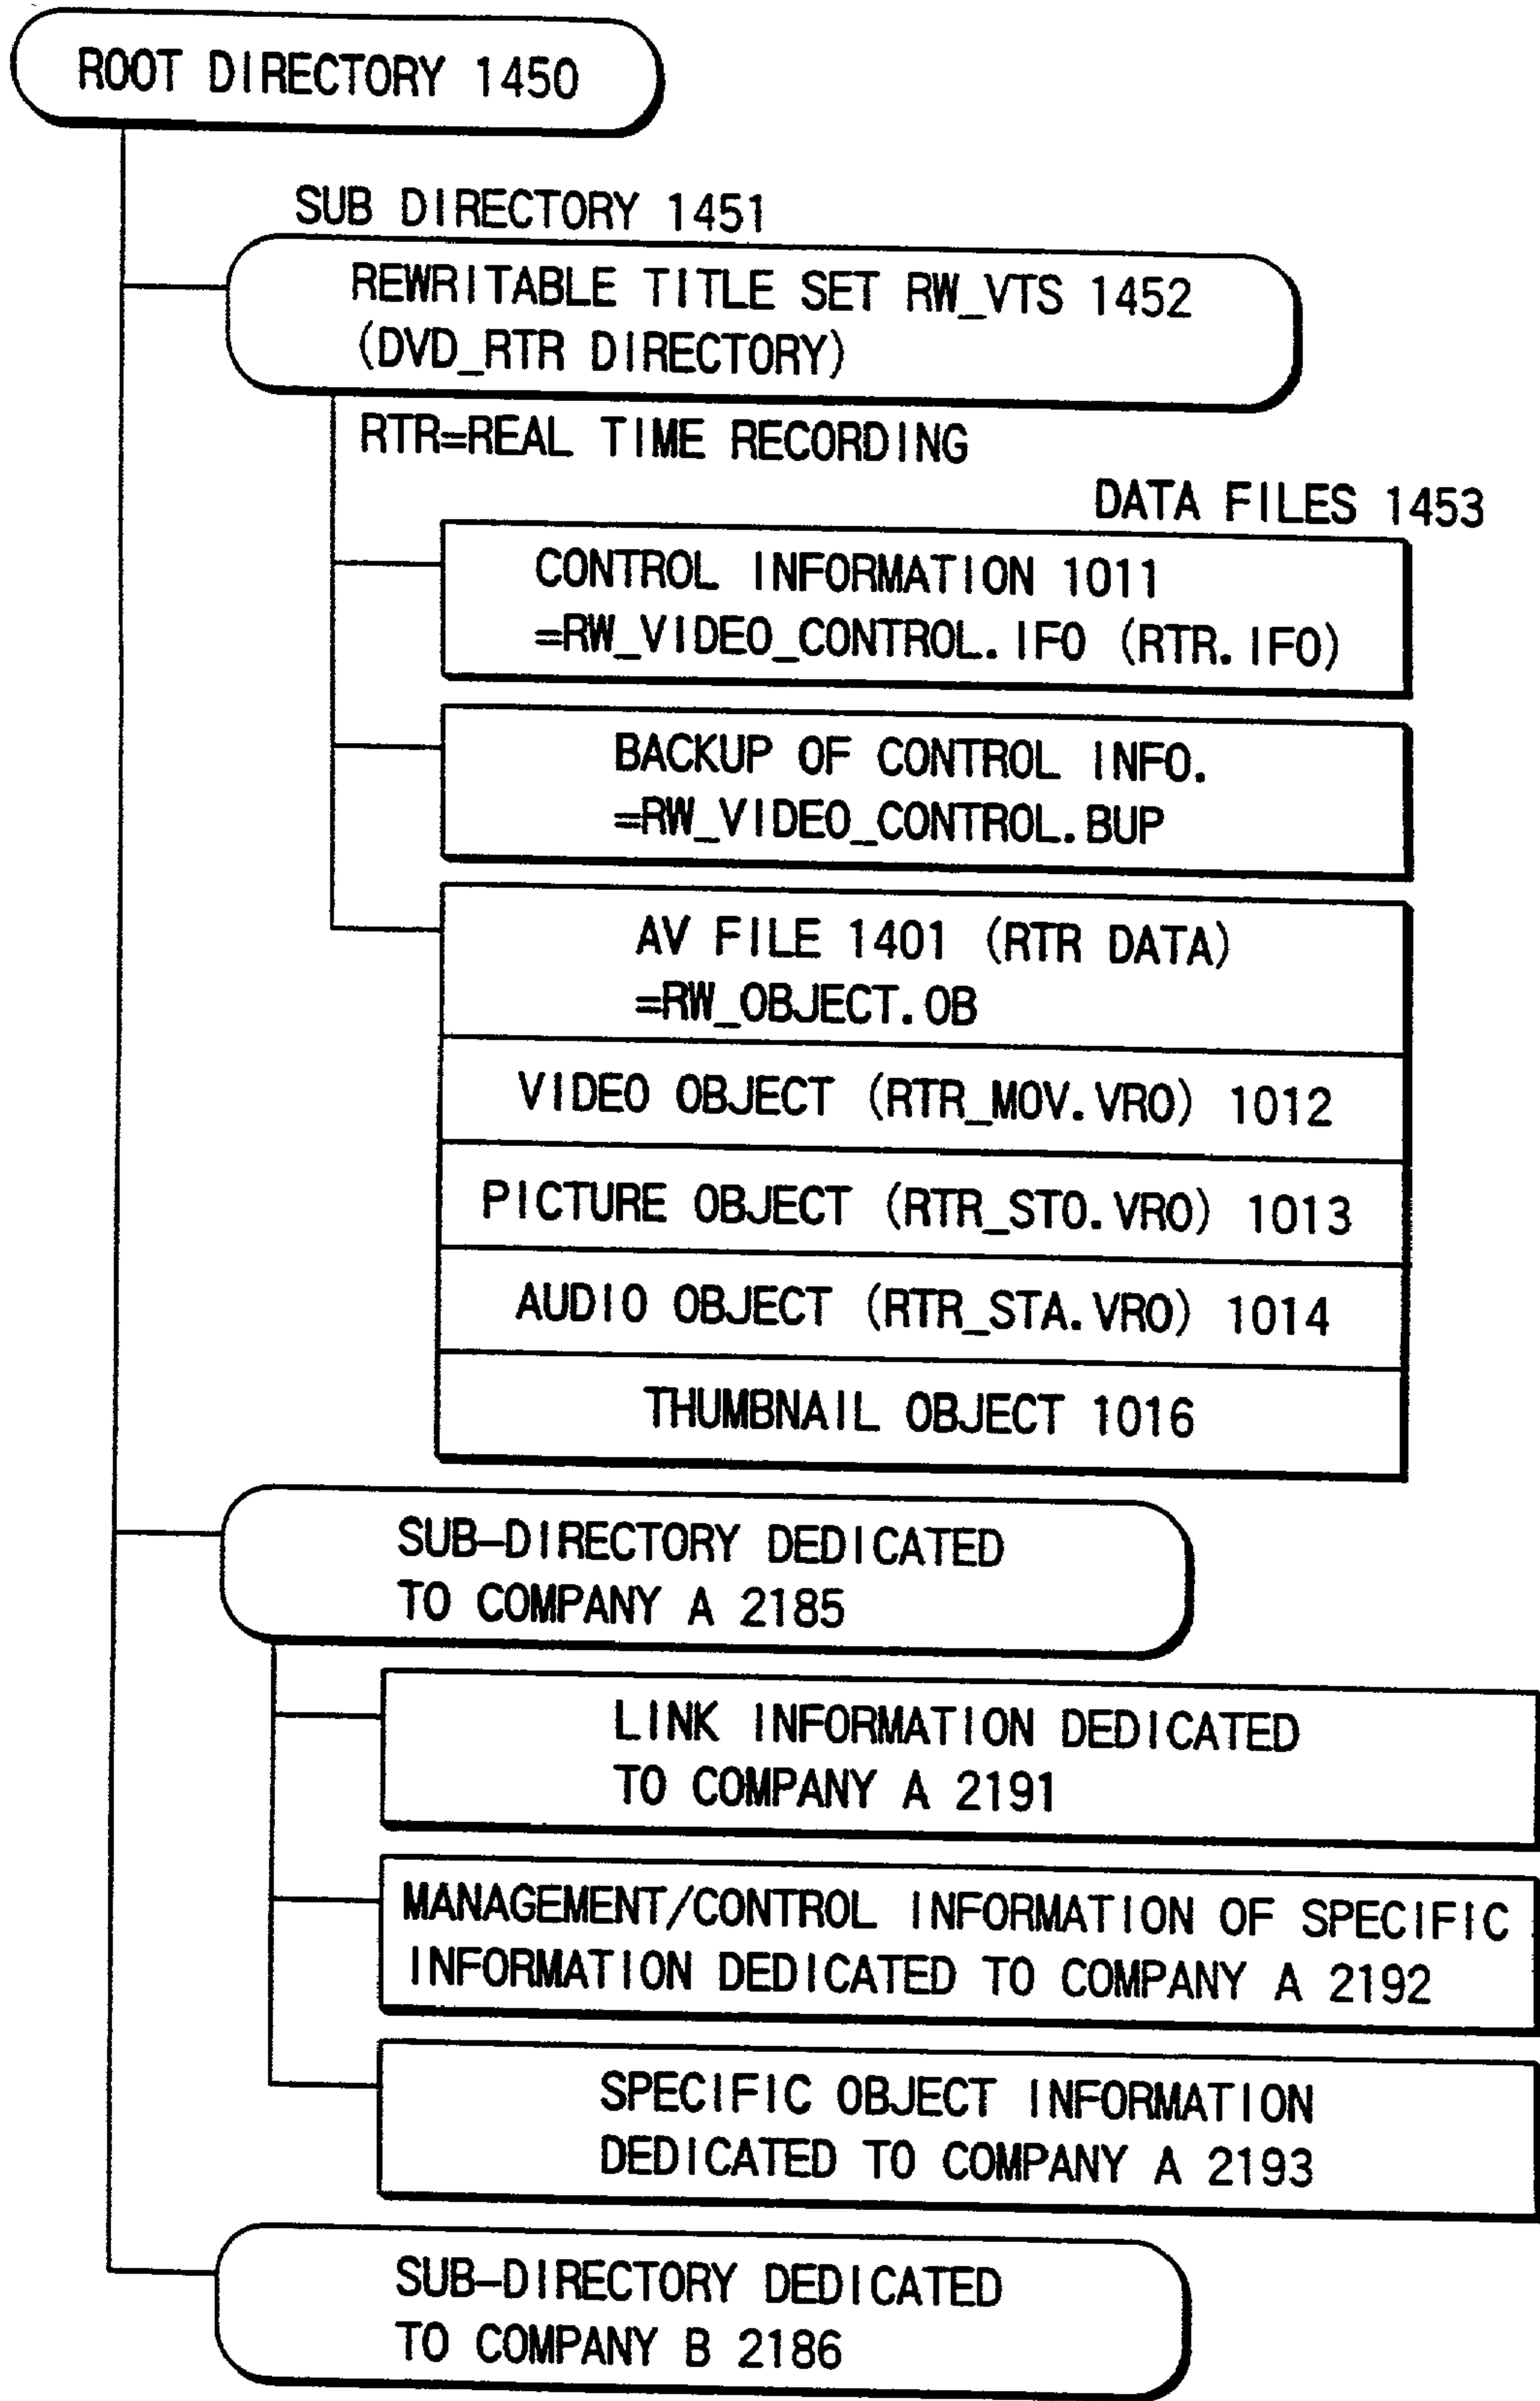 ROOT DIRECTORY 1450
SUB DIRECTORY 1451
REWRITABLE TITLE SET RW_VTS 1452
(DVD_RTR DIRECTORY)
RTR=REAL TIME RECORDING
DATA FILES 1453
CONTROL INFORMATION 1011
=RW_VIDEO_CONTROL.IFO (RTR.IFO)
BACKUP OF CONTROL INFO.
=RW_VIDEO_CONTROL.BUP
AV FILE 1401 (RTR DATA)
=RW_OBJECT.OB
VIDEO OBJECT (RTR_MOV.VRO) 1012
PICTURE OBJECT (RTR_STO.VRO) 1013
AUDIO OBJECT (RTR_STA.VRO) 1014
THUMBNAIL OBJECT 1016
SUB-DIRECTORY DEDICATED
TO COMPANY A 2185
LINK INFORMATION DEDICATED
TO COMPANY A 2191
MANAGEMENT/CONTROL INFORMATION OF SPECIFIC
INFORMATION DEDICATED TO COMPANY A 2192
SPECIFIC OBJECT INFORMATION
DEDICATED TO COMPANY A 2193
SUB-DIRECTORY DEDICATED
TO COMPANY B 2186